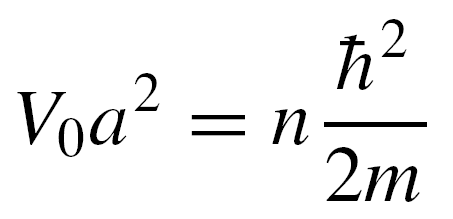 V₀a² = n ħ²/2m